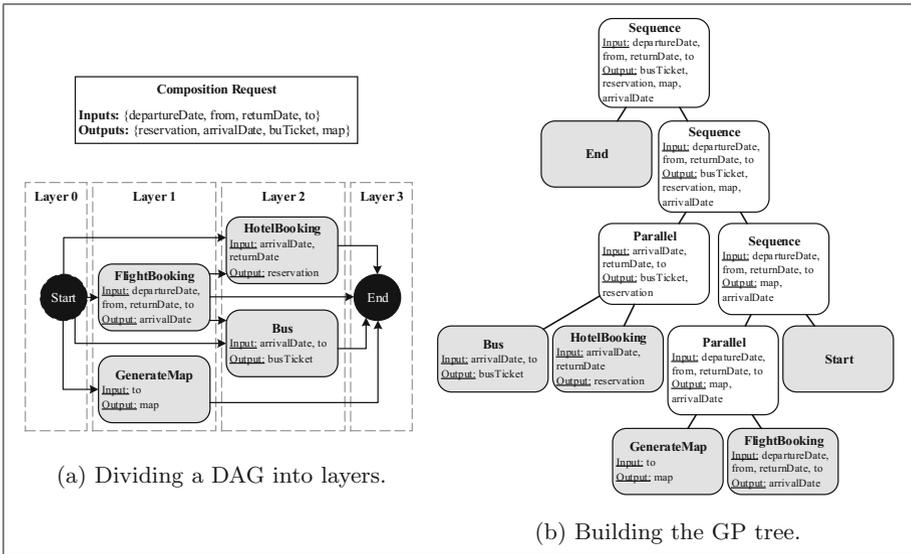 Composition Request
Inputs: {departureDate, from, returnDate, to}
Outputs: {reservation, arrivalDate, buTicket, map}
Layer 0
Layer 1
Layer 2
Layer 3
Start
FlightBooking
Input: departureDate,
from, returnDate, to
Output: arrivalDate
GenerateMap
Input: to
Output: map
HotelBooking
Input: arrivalDate,
returnDate
Output: reservation
Bus
Input: arrivalDate, to
Output: busTicket
End
(a) Dividing a DAG into layers.
Sequence
Input: departureDate,
from, returnDate, to
Output: busTicket,
reservation, map,
arrivalDate
End
Sequence
Input: departureDate,
from, returnDate, to
Output: busTicket,
reservation, map,
arrivalDate
Parallel
Input: arrivalDate,
returnDate, to
Output: busTicket,
reservation
Sequence
Input: departureDate,
from, returnDate, to
Output: map,
arrivalDate
Bus
Input: arrivalDate, to
Output: busTicket
HotelBooking
Input: arrivalDate,
returnDate
Output: reservation
Parallel
Input: depatureDate,
from, returnDate, to
Output: map,
arrivalDate
Start
GenerateMap
Input: to
Output: map
FlightBooking
Input: departureDate,
from, returnDate, to
Output: arrivalDate
(b) Building the GP tree.